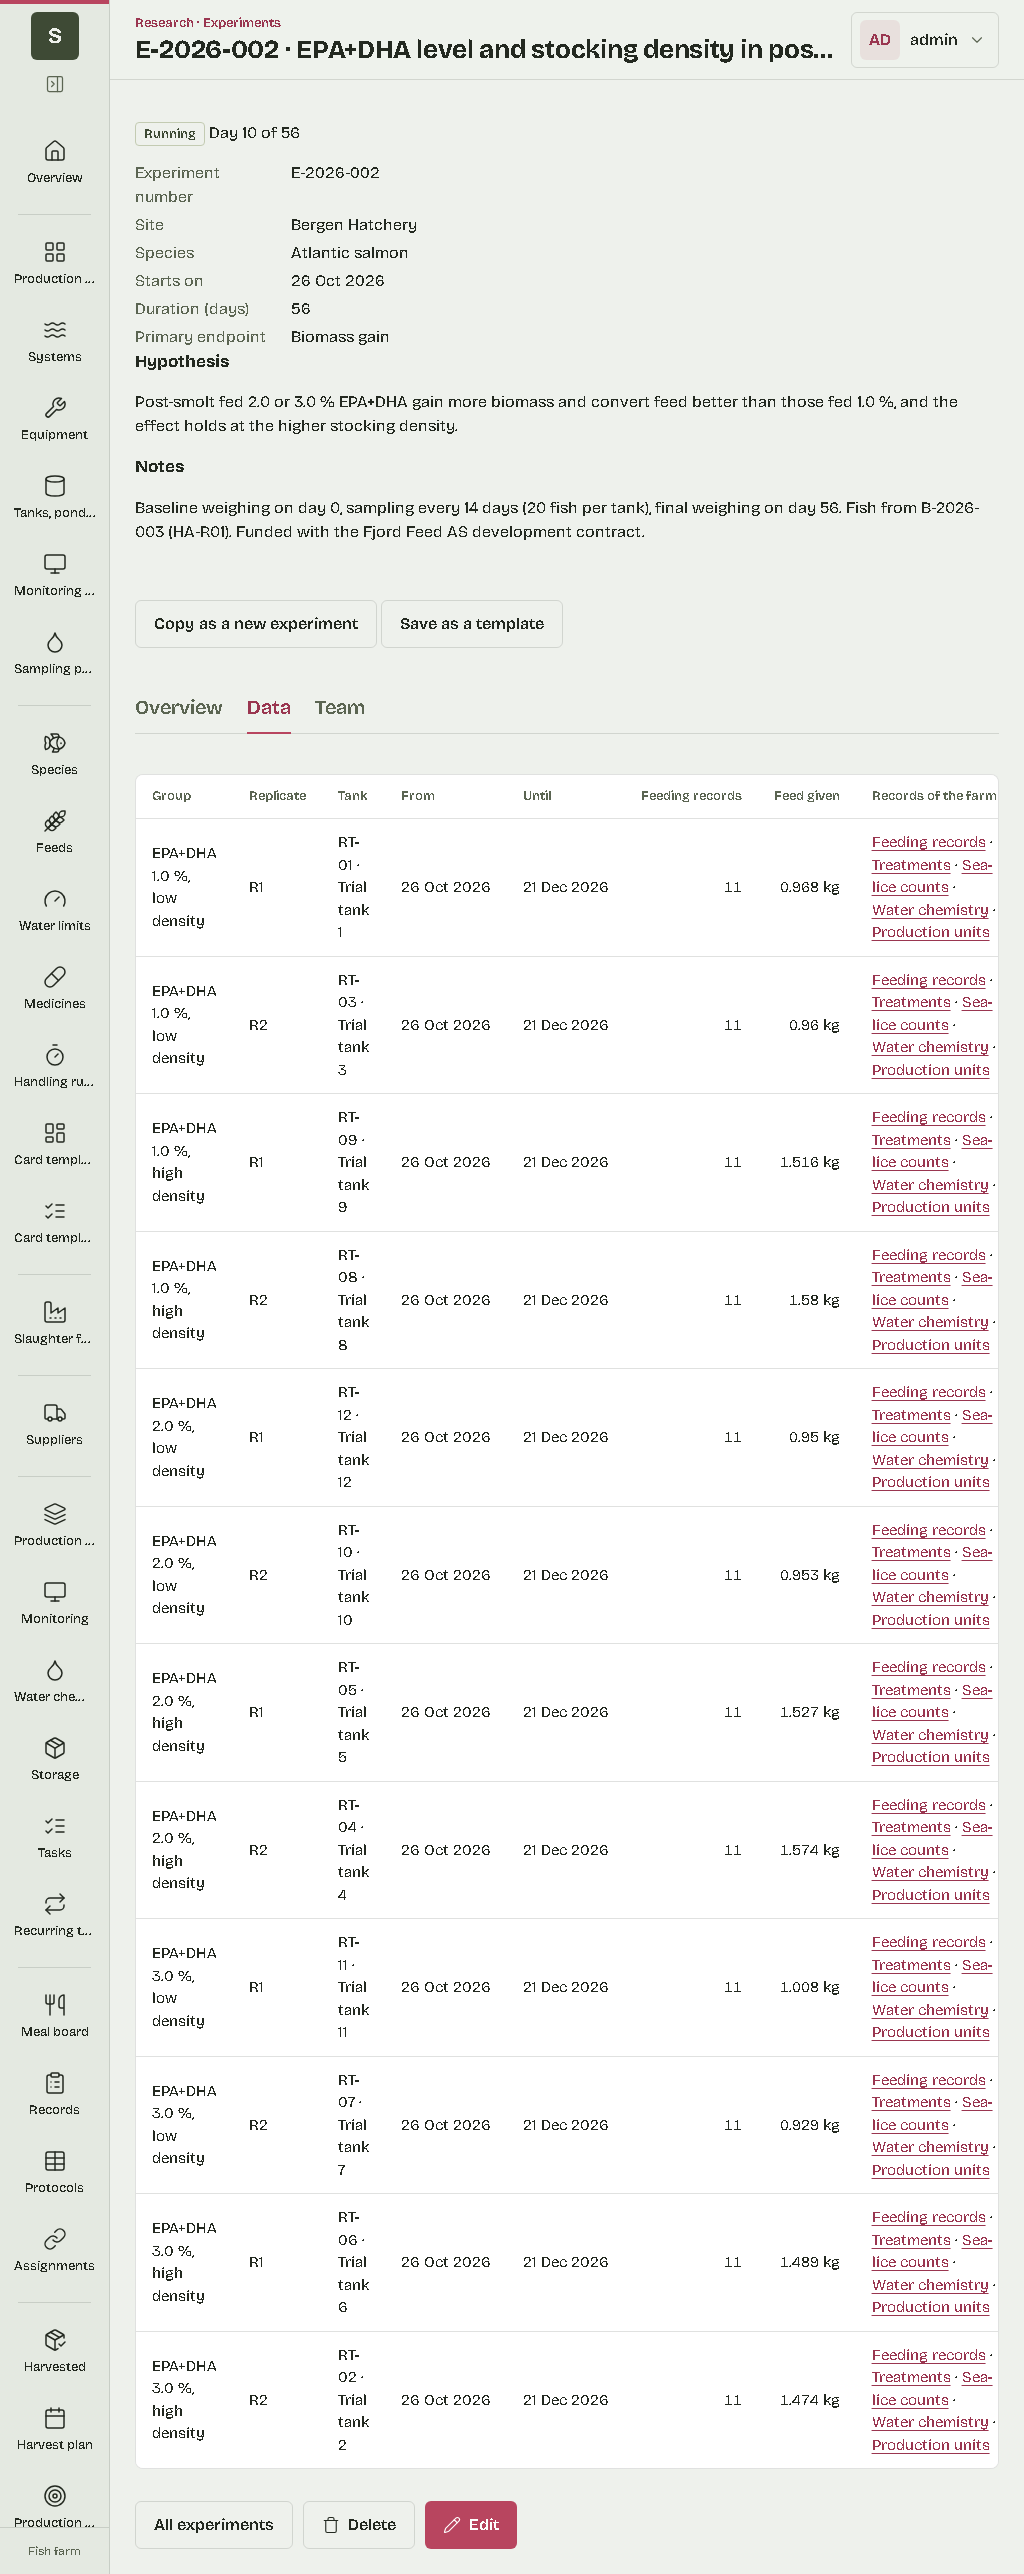 S
Overview
Production ...
Systems
Equipment
Tanks, pond...
Monitoring ...
Sampling p...
Species
Feeds
Water limits
Medicines
Handling ru...
Card templ...
Card templ...
Slaughter f...
Suppliers
Production ...
Monitoring
Water che...
Storage
Tasks
Recurring t...
Meal board
Records
Protocols
Assignments
Harvested
Harvest plan
Production ...
Fish farm
Research · Experiments
E-2026-002 · EPA+DHA level and stocking density in pos...
AD admin
Running Day 10 of 56
Experiment number E-2026-002
Site Bergen Hatchery
Species Atlantic salmon
Starts on 26 Oct 2026
Duration (days) 56
Primary endpoint Biomass gain
Hypothesis
Post-smolt fed 2.0 or 3.0 % EPA+DHA gain more biomass and convert feed better than those fed 1.0 %, and the
effect holds at the higher stocking density.
Notes
Baseline weighing on day 0, sampling every 14 days (20 fish per tank), final weighing on day 56. Fish from B-2026-
003 (HA-R01). Funded with the Fjord Feed AS development contract.
Copy as a new experiment Save as a template
Overview Data Team
Group Replicate Tank From Until Feeding records Feed given Records of the farm
EPA+DHA 1.0 %, low density R1 RT-01 · Trial tank 1 26 Oct 2026 21 Dec 2026 11 0.968 kg Feeding records · Treatments · Sea-lice counts · Water chemistry · Production units
EPA+DHA 1.0 %, low density R2 RT-03 · Trial tank 3 26 Oct 2026 21 Dec 2026 11 0.96 kg Feeding records · Treatments · Sea-lice counts · Water chemistry · Production units
EPA+DHA 1.0 %, high density R1 RT-09 · Trial tank 9 26 Oct 2026 21 Dec 2026 11 1.516 kg Feeding records · Treatments · Sea-lice counts · Water chemistry · Production units
EPA+DHA 1.0 %, high density R2 RT-08 · Trial tank 8 26 Oct 2026 21 Dec 2026 11 1.58 kg Feeding records · Treatments · Sea-lice counts · Water chemistry · Production units
EPA+DHA 2.0 %, low density R1 RT-12 · Trial tank 12 26 Oct 2026 21 Dec 2026 11 0.95 kg Feeding records · Treatments · Sea-lice counts · Water chemistry · Production units
EPA+DHA 2.0 %, low density R2 RT-10 · Trial tank 10 26 Oct 2026 21 Dec 2026 11 0.953 kg Feeding records · Treatments · Sea-lice counts · Water chemistry · Production units
EPA+DHA 2.0 %, high density R1 RT-05 · Trial tank 5 26 Oct 2026 21 Dec 2026 11 1.527 kg Feeding records · Treatments · Sea-lice counts · Water chemistry · Production units
EPA+DHA 2.0 %, high density R2 RT-04 · Trial tank 4 26 Oct 2026 21 Dec 2026 11 1.574 kg Feeding records · Treatments · Sea-lice counts · Water chemistry · Production units
EPA+DHA 3.0 %, low density R1 RT-11 · Trial tank 11 26 Oct 2026 21 Dec 2026 11 1.008 kg Feeding records · Treatments · Sea-lice counts · Water chemistry · Production units
EPA+DHA 3.0 %, low density R2 RT-07 · Trial tank 7 26 Oct 2026 21 Dec 2026 11 0.929 kg Feeding records · Treatments · Sea-lice counts · Water chemistry · Production units
EPA+DHA 3.0 %, high density R1 RT-06 · Trial tank 6 26 Oct 2026 21 Dec 2026 11 1.489 kg Feeding records · Treatments · Sea-lice counts · Water chemistry · Production units
EPA+DHA 3.0 %, high density R2 RT-02 · Trial tank 2 26 Oct 2026 21 Dec 2026 11 1.474 kg Feeding records · Treatments · Sea-lice counts · Water chemistry · Production units
All experiments Delete Edit